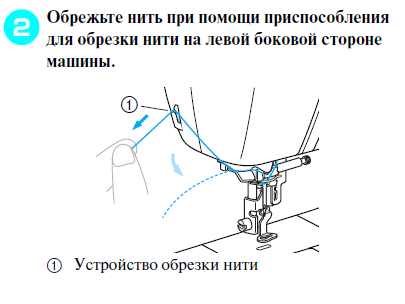 2 Обрежьте нить при помощи приспособления
для обрезки нити на левой боковой стороне
машины.
①
① Устройство обрезки нити